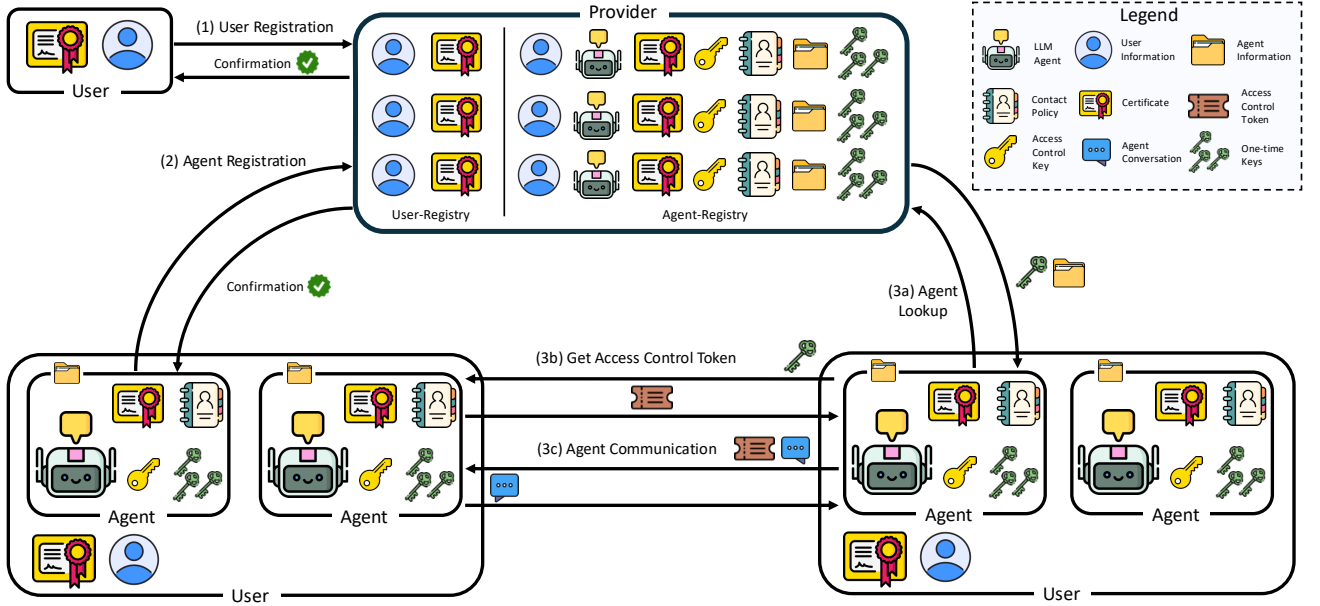 Provider
Legend
(1) User Registration
Confirmation
User
LLM
Agent
User
Information
Agent
Information
Contact
Policy
Certificate
Access
Control
Token
Access
Control
Key
Agent
Conversation
One-time
Keys
(2) Agent Registration
User-Registry
Agent-Registry
Confirmation
(3a) Agent
Lookup
(3b) Get Access Control Token
(3c) Agent Communication
Agent
Agent
Agent
Agent
User
User